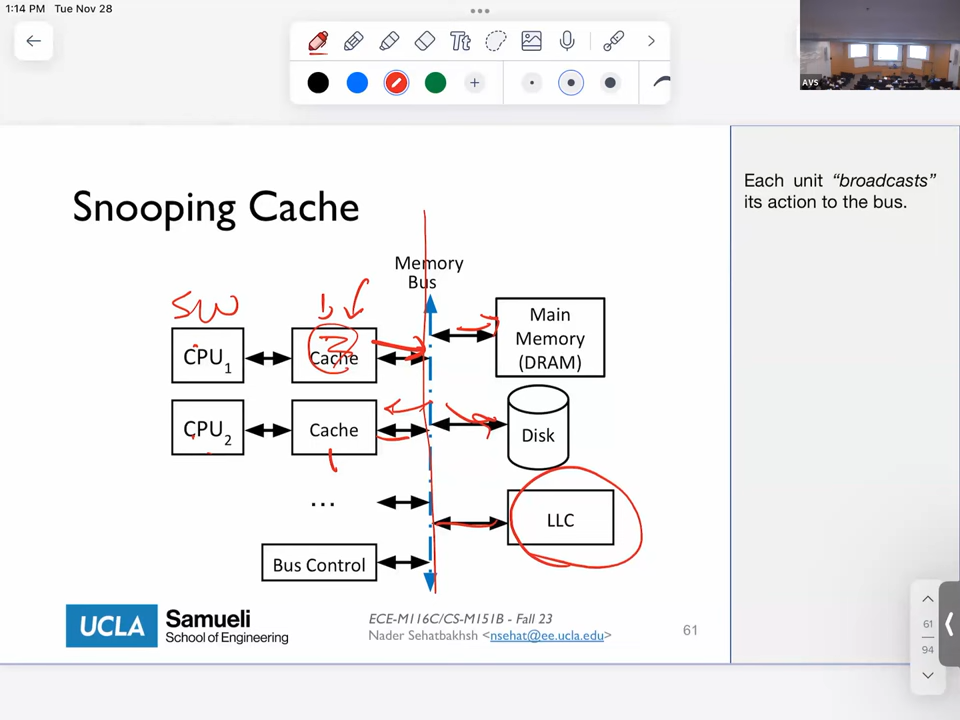 1:14 PM Tue Nov 28
Tt
AVS
Snooping Cache
Each unit "broadcasts"
its action to the bus.
Memory
Bus
SW
CPU1
Cache
Main
Memory
(DRAM)
CPU2
Cache
Disk
...
LLC
Bus Control
UCLA
Samueli
School of Engineering
ECE-M116C/CS-M151B - Fall 23
Nader Sehatbakhsh <nsehat@ee.ucla.edu>
61
61
94